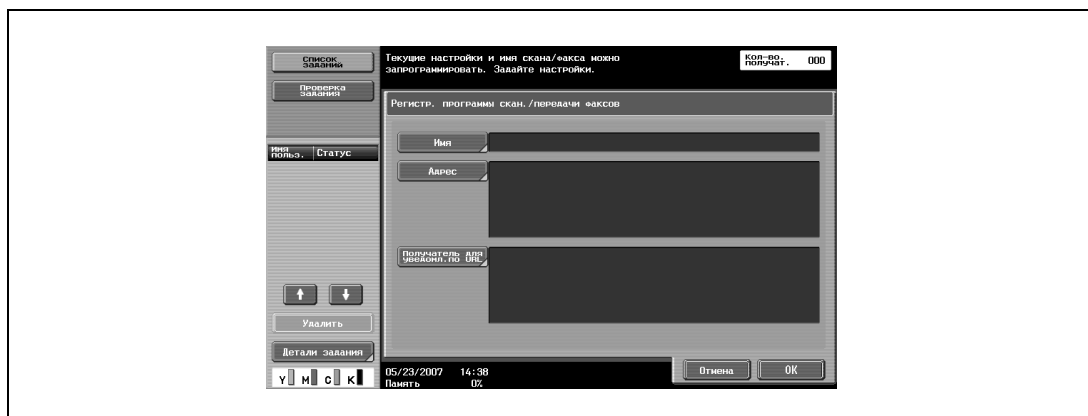 Список
заданий
Проверка
задания
Имя
польз.
Статус
Удалить
Детали задания
Y M C K
Текущие настройки и имя скана/факса можно
запрограммировать. Задайте настройки.
Кол-во.
получат.
000
Регистр. программы скан./передачи факсов
Имя
Адрес
Получатель для
уведомл.по URL
05/23/2007 14:38
Память 0%
Отмена
OK